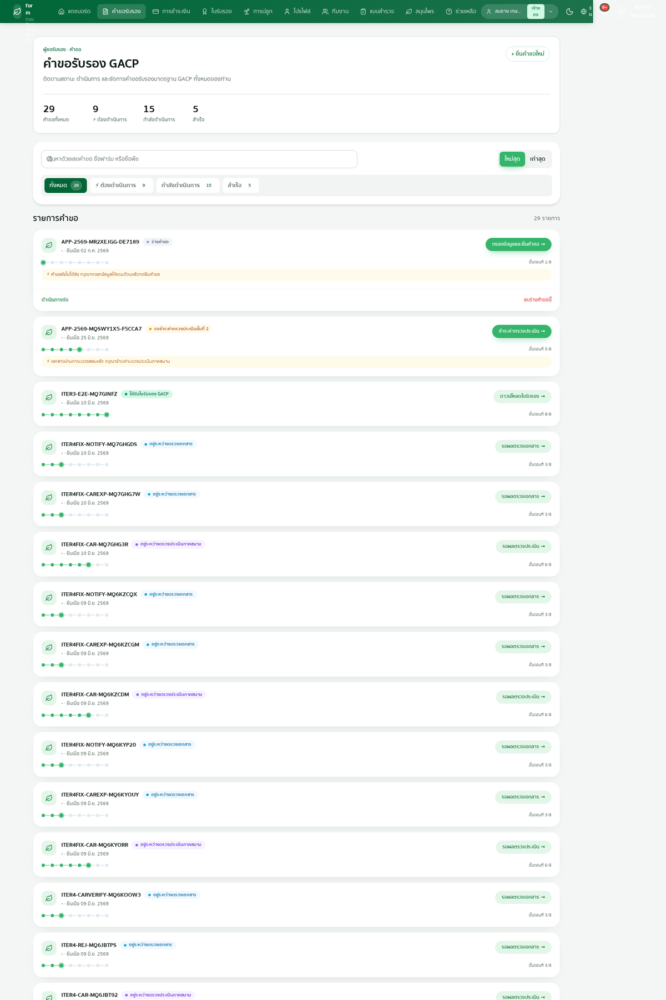 for
m
ระบบ
แดชบอร์ด
คำขอรับรอง
การชำระเงิน
ใบรับรอง
การปลูก
โปรไฟล์
ทีมงาน
แบบสำรวจ
สมุนไพร
ช่วยเหลือ
สมชาย เกษ...
เจ้าข
อง
E
N
9+
ผู้ขอรับรอง · คำขอ
คำขอรับรอง GACP
ติดตามสถานะ ดำเนินการ และจัดการคำขอรับรองมาตรฐาน GACP ทั้งหมดของท่าน
+ ยื่นคำขอใหม่
29
คำขอทั้งหมด
9
⚡ ต้องดำเนินการ
15
กำลังดำเนินการ
5
สำเร็จ
ค้นหาด้วยเลขคำขอ ชื่อฟาร์ม หรือชื่อพืช
ใหม่สุด
เก่าสุด
ทั้งหมด 29
⚡ ต้องดำเนินการ 9
กำลังดำเนินการ 15
สำเร็จ 5
รายการคำขอ
29 รายการ
APP-2569-MR2XEJGG-DE7189 ร่างคำขอ
- · ยื่นเมื่อ 02 ก.ค. 2569
กรอกข้อมูลและยื่นคำขอ →
ขั้นตอนที่ 1/8
⚡ คำขอยังไม่ได้ส่ง กรุณากรอกข้อมูลให้ครบถ้วนแล้วกดยื่นคำขอ
ดำเนินการต่อ
ลบร่างคำขอนี้
APP-2569-MQSWY1X5-F5CCA7 รอชำระค่าตรวจประเมินขั้นที่ 2
- · ยื่นเมื่อ 25 มิ.ย. 2569
ชำระค่าตรวจประเมิน →
ขั้นตอนที่ 5/8
⚡ เอกสารผ่านการตรวจสอบแล้ว กรุณาชำระค่าตรวจประเมินภาคสนาม
ITER3-E2E-MQ7GINFZ ได้รับใบรับรอง GACP
- · ยื่นเมื่อ 10 มิ.ย. 2569
ดาวน์โหลดใบรับรอง →
ขั้นตอนที่ 8/8
ITER4FIX-NOTIFY-MQ7GHGDS อยู่ระหว่างตรวจเอกสาร
- · ยื่นเมื่อ 10 มิ.ย. 2569
รอผลตรวจเอกสาร →
ขั้นตอนที่ 3/8
ITER4FIX-CAREXP-MQ7GHG7W อยู่ระหว่างตรวจเอกสาร
- · ยื่นเมื่อ 10 มิ.ย. 2569
รอผลตรวจเอกสาร →
ขั้นตอนที่ 3/8
ITER4FIX-CAR-MQ7GHG3R อยู่ระหว่างตรวจประเมินภาคสนาม
- · ยื่นเมื่อ 10 มิ.ย. 2569
รอผลตรวจประเมิน →
ขั้นตอนที่ 6/8
ITER4FIX-NOTIFY-MQ6KZCQX อยู่ระหว่างตรวจเอกสาร
- · ยื่นเมื่อ 09 มิ.ย. 2569
รอผลตรวจเอกสาร →
ขั้นตอนที่ 3/8
ITER4FIX-CAREXP-MQ6KZCGM อยู่ระหว่างตรวจเอกสาร
- · ยื่นเมื่อ 09 มิ.ย. 2569
รอผลตรวจเอกสาร →
ขั้นตอนที่ 3/8
ITER4FIX-CAR-MQ6KZCDM อยู่ระหว่างตรวจประเมินภาคสนาม
- · ยื่นเมื่อ 09 มิ.ย. 2569
รอผลตรวจประเมิน →
ขั้นตอนที่ 6/8
ITER4FIX-NOTIFY-MQ6KYP20 อยู่ระหว่างตรวจเอกสาร
- · ยื่นเมื่อ 09 มิ.ย. 2569
รอผลตรวจเอกสาร →
ขั้นตอนที่ 3/8
ITER4FIX-CAREXP-MQ6KYOUY อยู่ระหว่างตรวจเอกสาร
- · ยื่นเมื่อ 09 มิ.ย. 2569
รอผลตรวจเอกสาร →
ขั้นตอนที่ 3/8
ITER4FIX-CAR-MQ6KYORR อยู่ระหว่างตรวจประเมินภาคสนาม
- · ยื่นเมื่อ 09 มิ.ย. 2569
รอผลตรวจประเมิน →
ขั้นตอนที่ 6/8
ITER4-CARVERIFY-MQ6KOOW3 อยู่ระหว่างตรวจเอกสาร
- · ยื่นเมื่อ 09 มิ.ย. 2569
รอผลตรวจเอกสาร →
ขั้นตอนที่ 3/8
ITER4-REJ-MQ6JBTPS อยู่ระหว่างตรวจเอกสาร
- · ยื่นเมื่อ 09 มิ.ย. 2569
รอผลตรวจเอกสาร →
ขั้นตอนที่ 3/8
ITER4-CAR-MQ6JBT92 อยู่ระหว่างตรวจประเมินภาคสนาม
รอผลตรวจประเมิน →